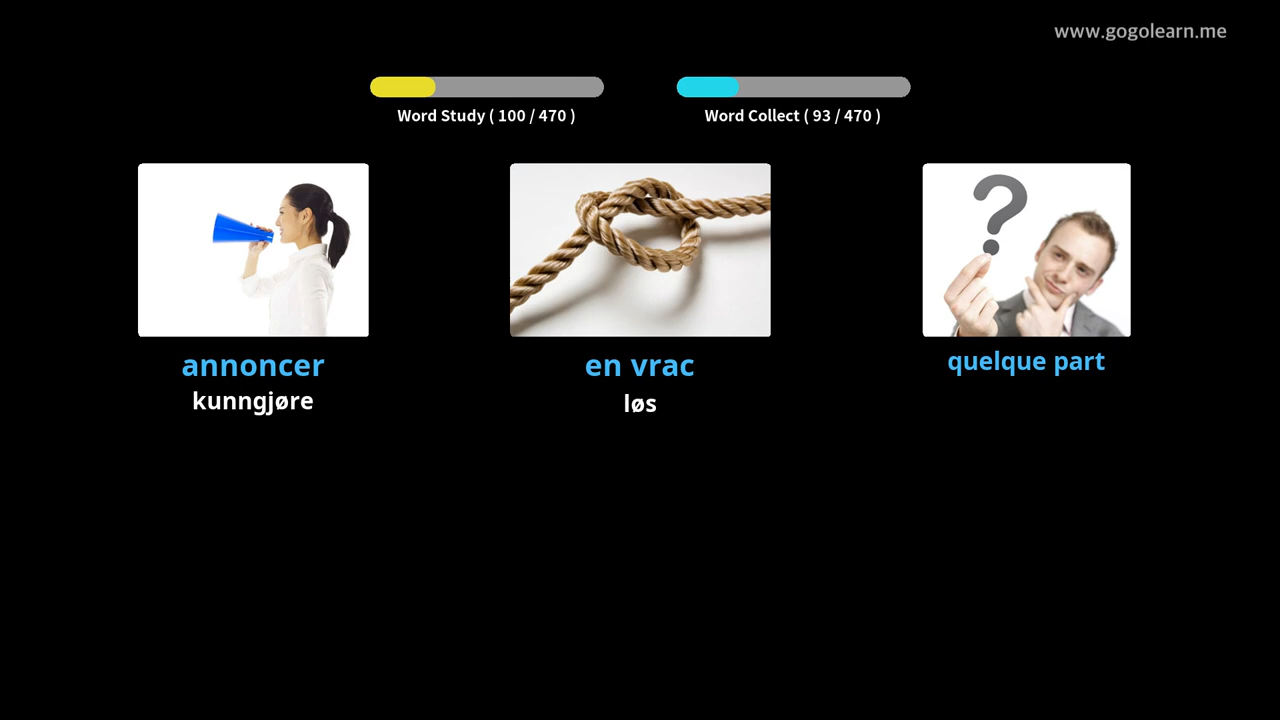 www.gogolearn.me
Word Study ( 100 / 470 )
Word Collect ( 93 / 470 )
annoncer
kunngjøre
en vrac
løs
quelque part